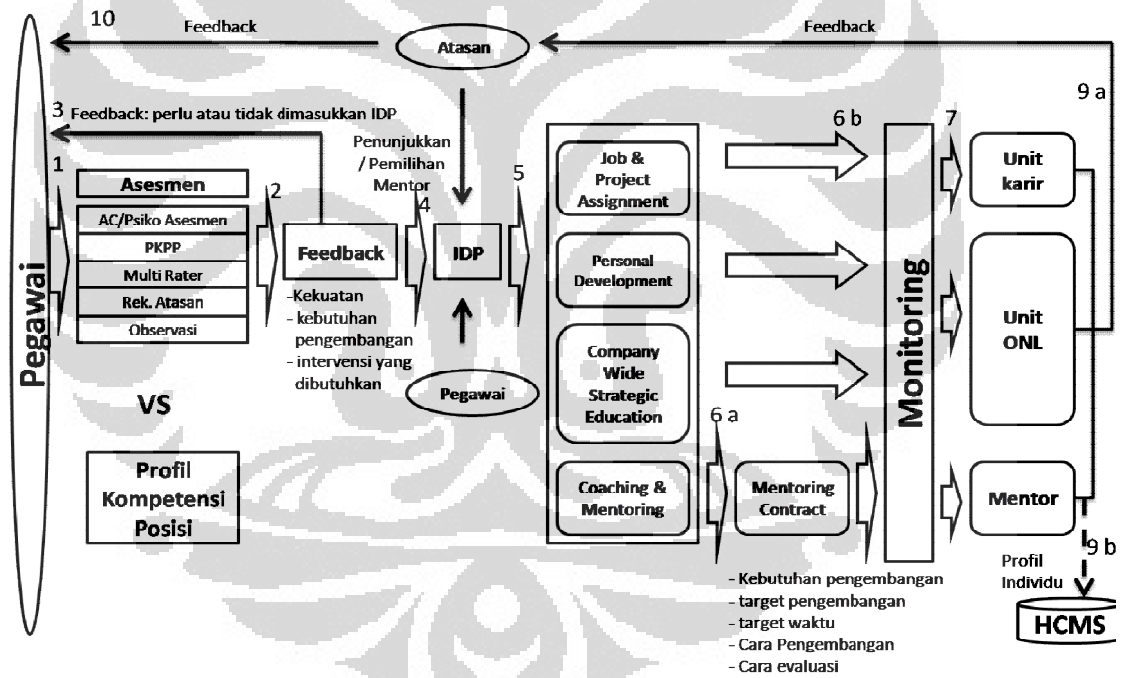 10
Feedback
Atasan
Feedback
9 a
3
Feedback: perlu atau tidak dimasukkan IDP
Penunjukkan
/ Pemilihan
Mentor
6 b
7
1
Asesmen
AC/Psiko Asesmen
PKPP
Multi Rater
Rek. Atasan
Observasi
2
Feedback
-Kekuatan
- kebutuhan
pengembangan
- intervensi yang
dibutuhkan
4
IDP
5
Pegawai
Pegawai
VS
Profil
Kompetensi
Posisi
Job &
Project
Assignment
Personal
Development
Company
Wide
Strategic
Education
Coaching &
Mentoring
6 a
Mentoring
Contract
- Kebutuhan pengembangan
- target pengembangan
- target waktu
- Cara Pengembangan
- Cara evaluasi
Monitoring
Unit
karir
Unit
ONL
Mentor
9 b
Profil
Individu
HCMS